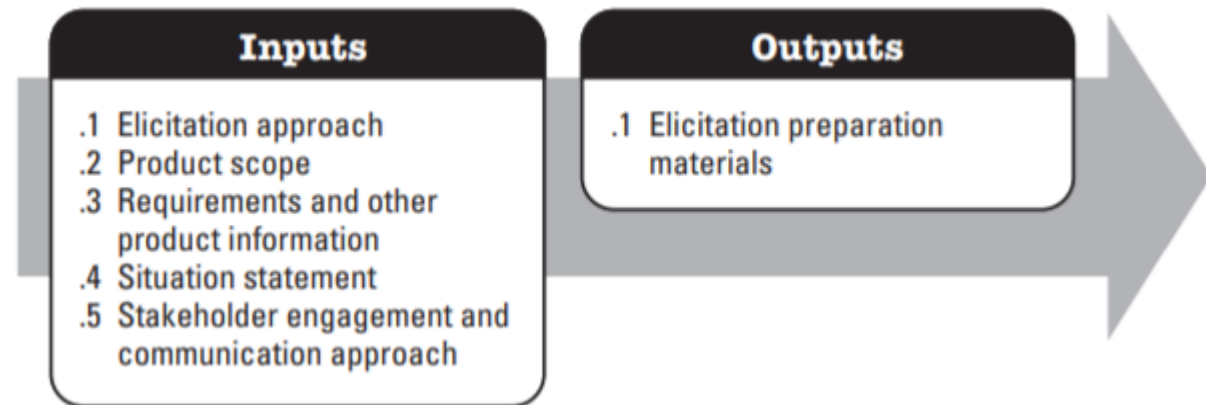 Inputs
.1 Elicitation approach
.2 Product scope
.3 Requirements and other
product information
.4 Situation statement
.5 Stakeholder engagement and
communication approach
Outputs
.1 Elicitation preparation
materials